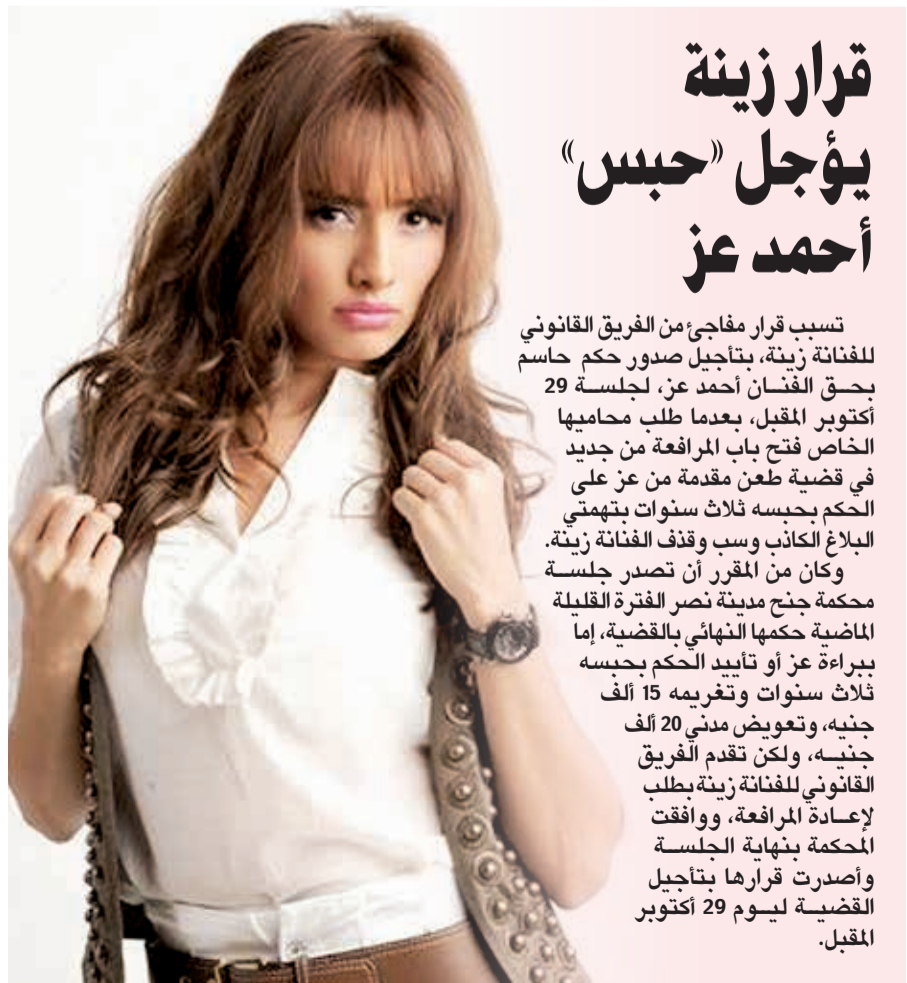 قرار زينة
يؤجل «حبس»
أحمد عز
تسبب قرار مفاجئ من الفريق القانوني
للفنانة زينة، بتأجيل صدور حكم حاسم
بحق الفنان أحمد عز، لجلسة 29
أكتوبر المقبل، بعدما طلب محاميها
الخاص فتح باب المرافعة من جديد
في قضية طعن مقدمة من عز على
الحكم بحبسه ثلاث سنوات بتهمتي
البلاغ الكاذب وسب وقذف الفنانة زينة.
وكان من المقرر أن تصدر جلسة
محكمة جنح مدينة نصر الفترة القليلة
الماضية حكمها النهائي بالقضية، إما
ببراءة عز أو تأييد الحكم بحبسه
ثلاث سنوات وتغريمه 15 ألف
جنيه، وتعويض مدني 20 ألف
جنيه، ولكن تقدم الفريق
القانوني للفنانة زينة بطلب
لإعادة المرافعة، ووافقت
المحكمة بنهاية الجلسة
وأصدرت قرارها بتأجيل
القضية ليوم 29 أكتوبر
المقبل.